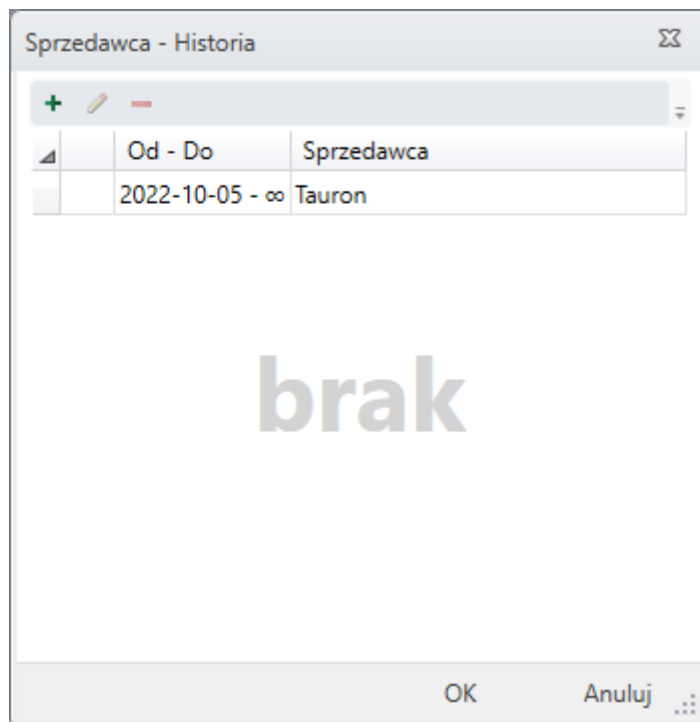 Sprzedawca - Historia
Od - Do Sprzedawca
2022-10-05 - ∞ Tauron
brak
OK Anuluj